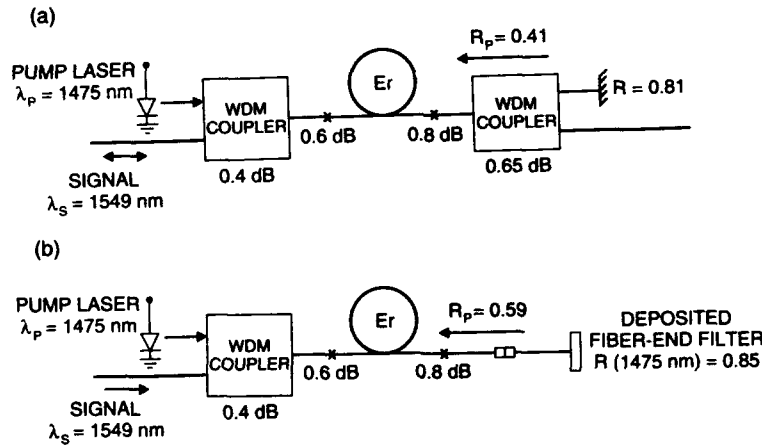 (a)
R_P = 0.41
PUMP LASER
λ_P = 1475 nm
Er
WDM
COUPLER
WDM
COUPLER
R = 0.81
0.6 dB
0.8 dB
0.4 dB
0.65 dB
SIGNAL
λ_S = 1549 nm
(b)
PUMP LASER
λ_P = 1475 nm
Er
R_P = 0.59
DEPOSITED
FIBER-END FILTER
R (1475 nm) = 0.85
WDM
COUPLER
0.6 dB
0.8 dB
0.4 dB
SIGNAL
λ_S = 1549 nm